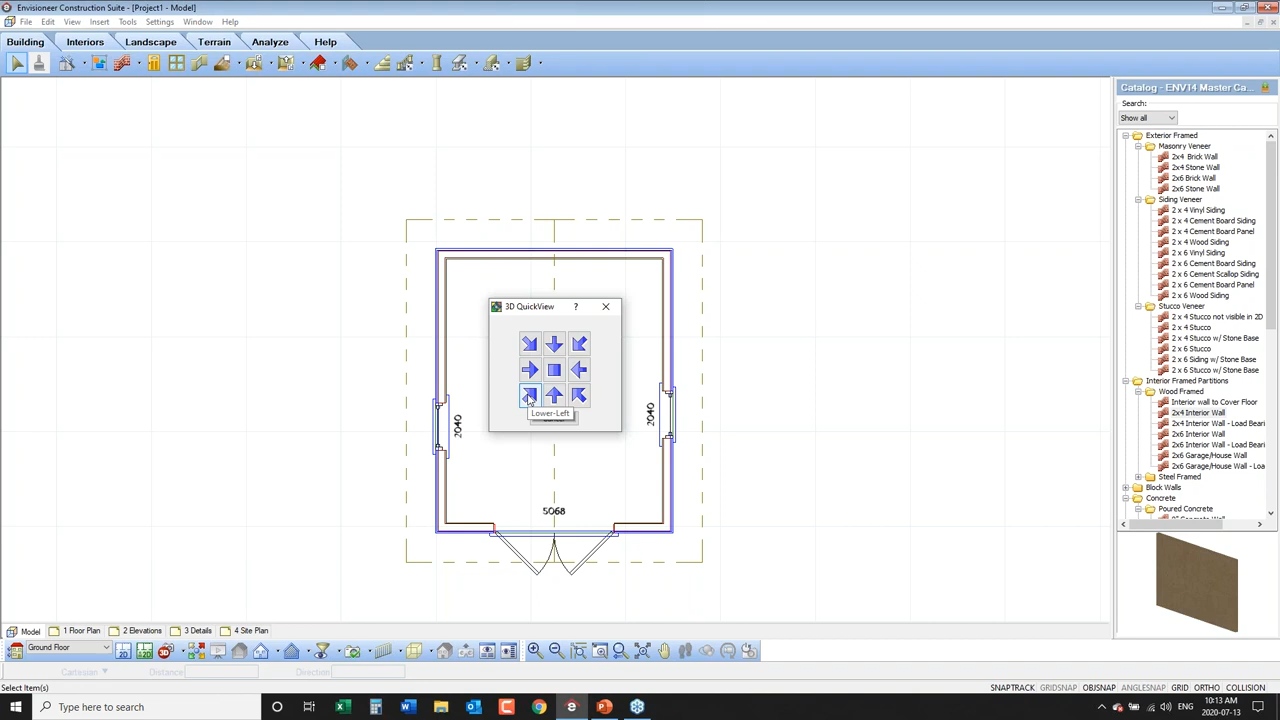 Envisioneer Construction Suite - [Project1 - Model]
File Edit View Insert Tools Settings Window Help
Building Interiors Landscape Terrain Analyze Help
Catalog - ENV14 Master Ca...
Search:
Show all
Exterior Framed
Masonry Veneer
2x4 Brick Wall
2x4 Stone Wall
2x6 Brick Wall
2x6 Stone Wall
Siding Veneer
2 x 4 Vinyl Siding
2 x 4 Cement Board Siding
2 x 4 Cement Board Panel
2 x 4 Wood Siding
2 x 6 Vinyl Siding
2 x 6 Cement Board Siding
2 x 6 Cement Scallop Siding
2 x 6 Cement Board Panel
2 x 6 Wood Siding
Stucco Veneer
2 x 4 Stucco not visible in 2D
2 x 4 Stucco
2 x 4 Stucco w/ Stone Base
2 x 6 Stucco
2 x 6 Siding w/ Stone Base
2 x 6 Stucco w/ Stone Base
Interior Framed Partitions
Wood Framed
Interior wall to Cover Floor
2x4 Interior Wall
2x4 Interior Wall - Load Beari
2x6 Interior Wall
2x6 Interior Wall - Load Beari
2x6 Garage/House Wall
2x6 Garage/House Wall - Loa
Steel Framed
Block Walls
Concrete
Poured Concrete
3D QuickView ?
Lower-Left
2040
2040
5068
Model 1 Floor Plan 2 Elevations 3 Details 4 Site Plan
Ground Floor 2D 2D 3D
Cartesian Distance Direction
Select Item(s) SNAPTRACK GRIDSNAP OBJSNAP ANGLESNAP GRID ORTHO COLLISION
Type here to search ENG 10:13 AM
2020-07-13